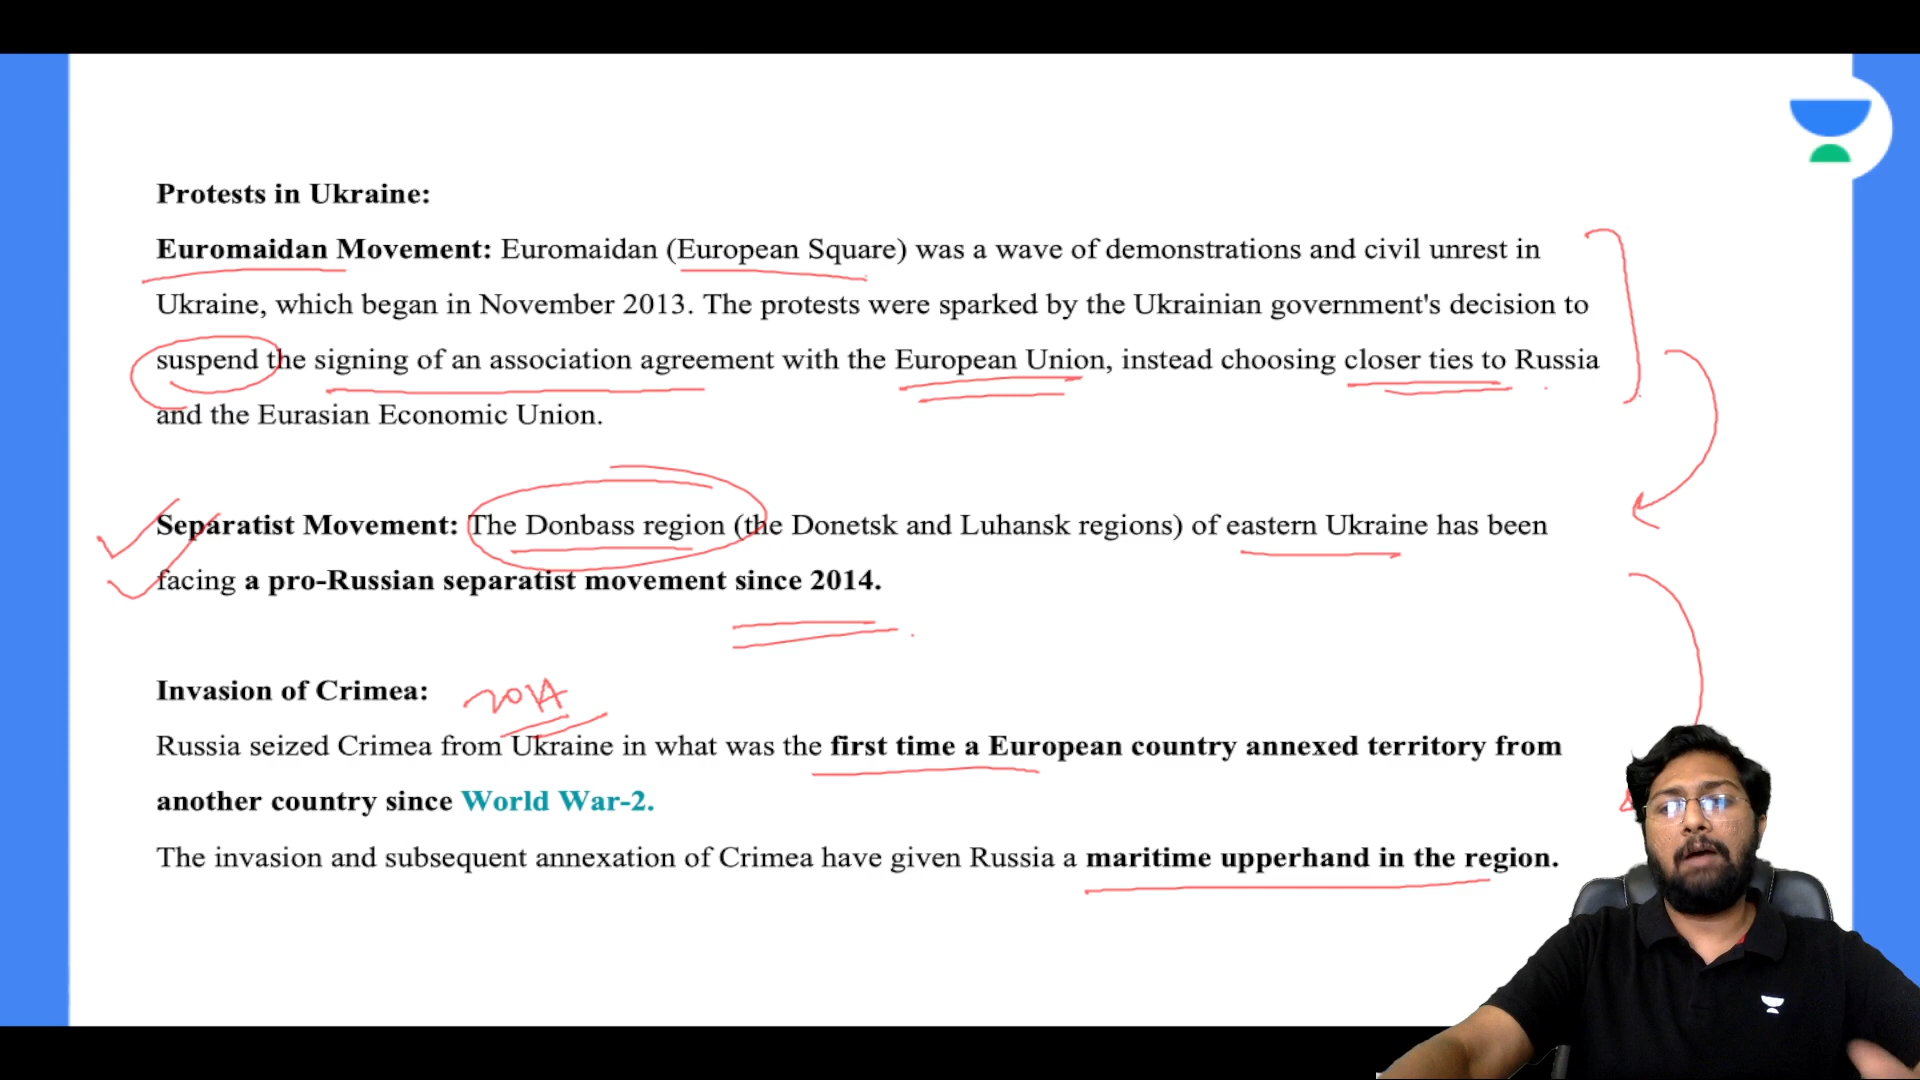 Protests in Ukraine:
Euromaidan Movement: Euromaidan (European Square) was a wave of demonstrations and civil unrest in
Ukraine, which began in November 2013. The protests were sparked by the Ukrainian government's decision to
suspend the signing of an association agreement with the European Union, instead choosing closer ties to Russia
and the Eurasian Economic Union.
Separatist Movement: The Donbass region (the Donetsk and Luhansk regions) of eastern Ukraine has been
facing a pro-Russian separatist movement since 2014.
Invasion of Crimea: 2014
Russia seized Crimea from Ukraine in what was the first time a European country annexed territory from
another country since World War-2.
The invasion and subsequent annexation of Crimea have given Russia a maritime upperhand in the region.